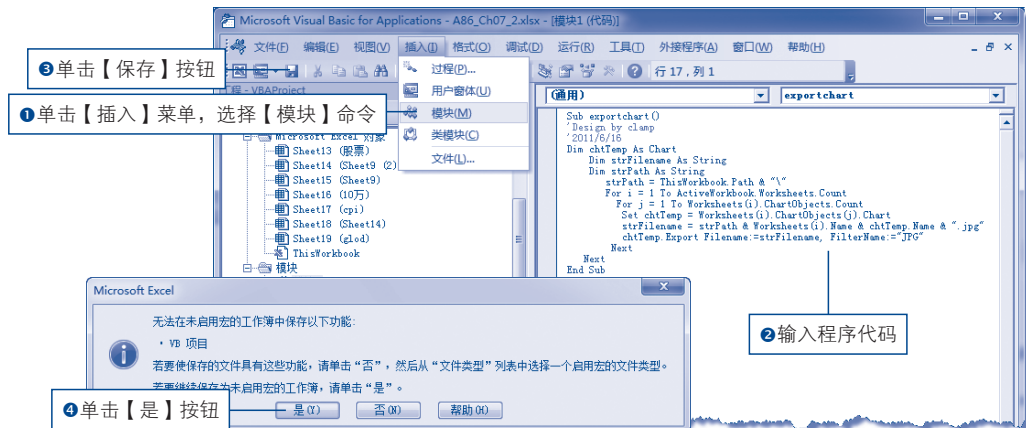 Microsoft Visual Basic for Applications - A86_Ch07_2.xlsx - [模块1 (代码)]
文件(F) 编辑(E) 视图(V) 插入(I) 格式(O) 调试(D) 运行(R) 工具(T) 外接程序(A) 窗口(W) 帮助(H)
❸单击【保存】按钮
行 17 , 列 1
工程 - VBAProject
❶单击【插入】菜单，选择【模块】命令
过程(P)...
用户窗体(U)
模块(M)
类模块(C)
文件(L)...
Microsoft Excel 对象
Sheet13 (股票)
Sheet14 (Sheet9 (2)
Sheet15 (Sheet9)
Sheet16 (10万)
Sheet17 (cpi)
Sheet18 (Sheet14)
Sheet19 (glod)
ThisWorkbook
模块
(通用)
exportchart
Sub exportchart()
'Design by clamp
'2011/6/16
Dim chtTemp As Chart
Dim strFilename As String
Dim strPath As String
strPath = ThisWorkbook.Path & "\"
For i = 1 To ActiveWorkbook.Worksheets.Count
For j = 1 To Worksheets(i).ChartObjects.Count
Set chtTemp = Worksheets(i).ChartObjects(j).Chart
strFilename = strPath & Worksheets(i).Name & chtTemp.Name & ".jpg"
chtTemp.Export Filename:=strFilename, FilterName:="JPG"
Next
Next
End Sub
❷输入程序代码
Microsoft Excel
无法在未启用宏的工作簿中保存以下功能:
• VB 项目
若要使保存的文件具有这些功能，请单击“否”，然后从“文件类型”列表中选择一个启用宏的文件类型。
若要继续保存为未启用宏的工作簿，请单击“是”。
❹单击【是】按钮
是(Y) 否(N) 帮助(H)